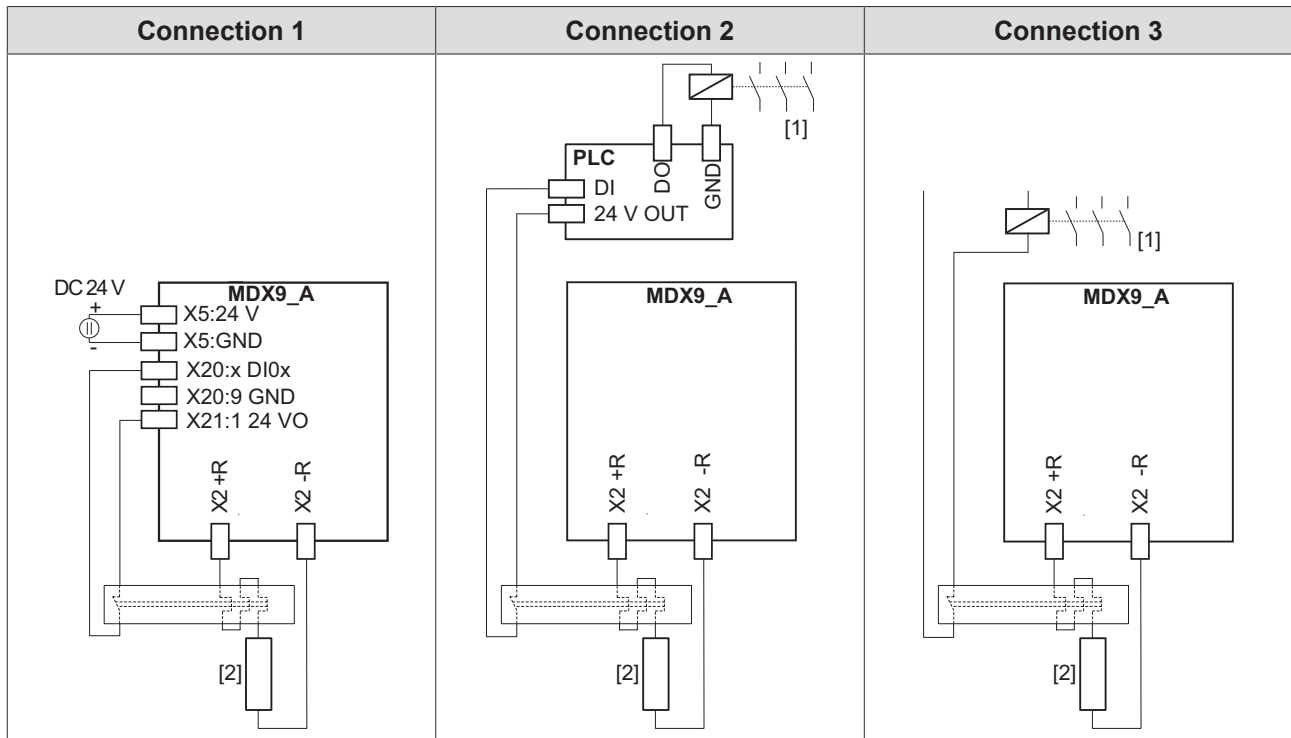 Connection 1
Connection 2
Connection 3
DC 24 V
+
-
MDX9_A
X5:24 V
X5:GND
X20:x DI0x
X20:9 GND
X21:1 24 VO
X2 +R
X2 -R
[2]
[1]
PLC
DO
GND
DI
24 V OUT
MDX9_A
X2 +R
X2 -R
[2]
[1]
MDX9_A
X2 +R
X2 -R
[2]